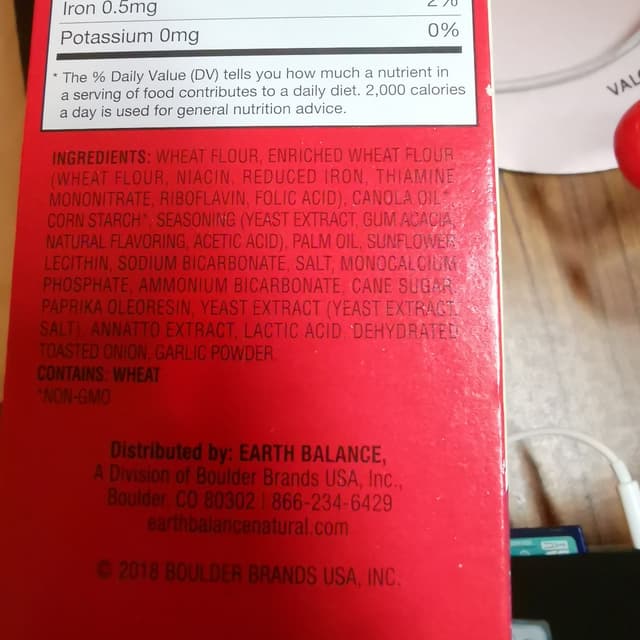 Iron 0.5mg 2%
Potassium 0mg 0%
* The % Daily Value (DV) tells you how much a nutrient in
a serving of food contributes to a daily diet. 2,000 calories
a day is used for general nutrition advice.
INGREDIENTS: WHEAT FLOUR, ENRICHED WHEAT FLOUR
(WHEAT FLOUR, NIACIN, REDUCED IRON, THIAMINE
MONONITRATE, RIBOFLAVIN, FOLIC ACID), CANOLA OIL*,
CORN STARCH*, SEASONING (YEAST EXTRACT, GUM ACACIA,
NATURAL FLAVORING, ACETIC ACID), PALM OIL, SUNFLOWER
LECITHIN, SODIUM BICARBONATE, SALT, MONOCALCIUM
PHOSPHATE, AMMONIUM BICARBONATE, CANE SUGAR,
PAPRIKA OLEORESIN, YEAST EXTRACT (YEAST EXTRACT,
SALT), ANNATTO EXTRACT, LACTIC ACID, DEHYDRATED
TOASTED ONION, GARLIC POWDER.
CONTAINS: WHEAT
*NON-GMO
Distributed by: EARTH BALANCE,
A Division of Boulder Brands USA, Inc.,
Boulder, CO 80302 | 866-234-6429
earthbalancenatural.com
© 2018 BOULDER BRANDS USA, INC.